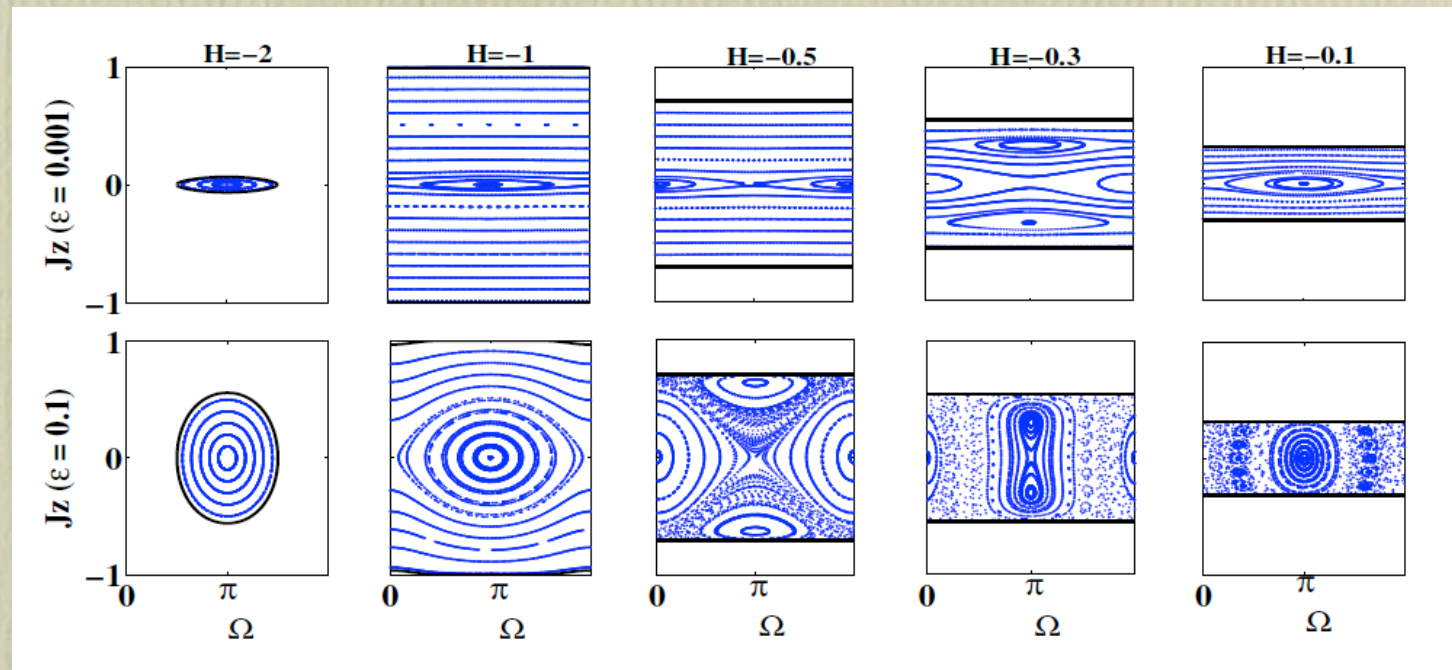 H=−2 H=−1 H=−0.5 H=−0.3 H=−0.1
Jz (ε = 0.001)
1
0
−1
Jz (ε = 0.1)
1
0
−1
0 π 0 π 0 π 0 π 0 π
Ω Ω Ω Ω Ω